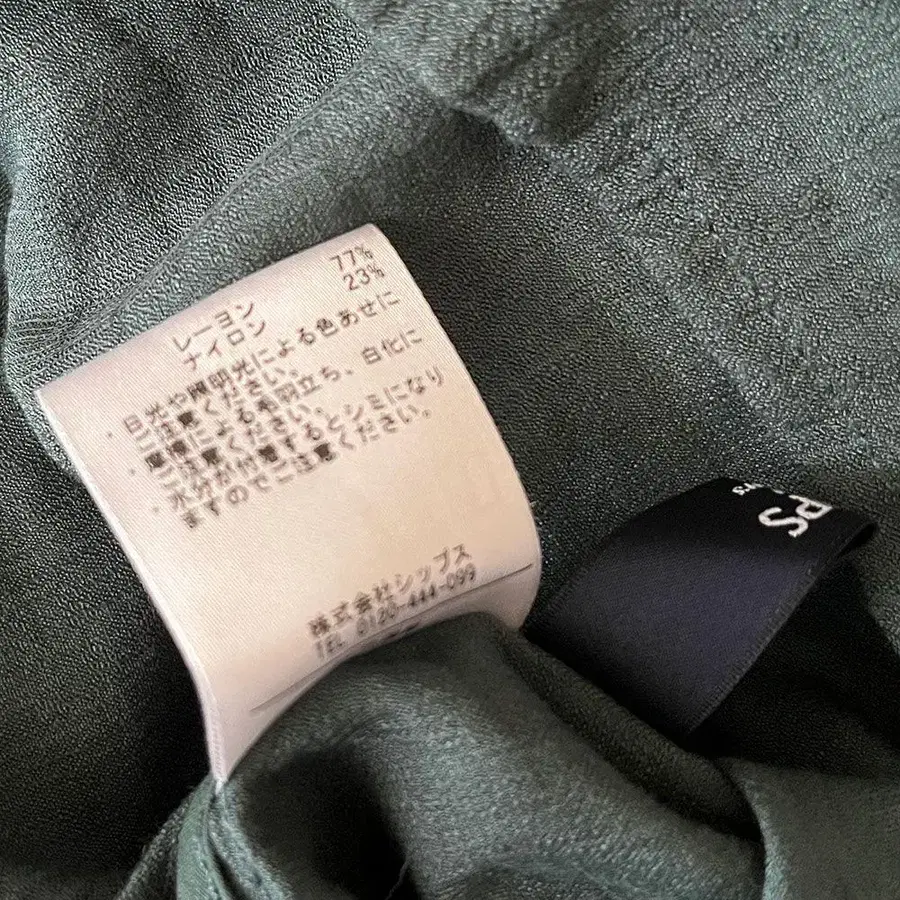 レーヨン 77%
ナイロン 23%
・日光や照明光による色あせに
ご注意ください。
・摩擦による毛羽立ち、白化に
ご注意ください。
・水分が付着するとシミになり
ますのでご注意ください。
株式会社シップス
TEL 0120-444-099
PS